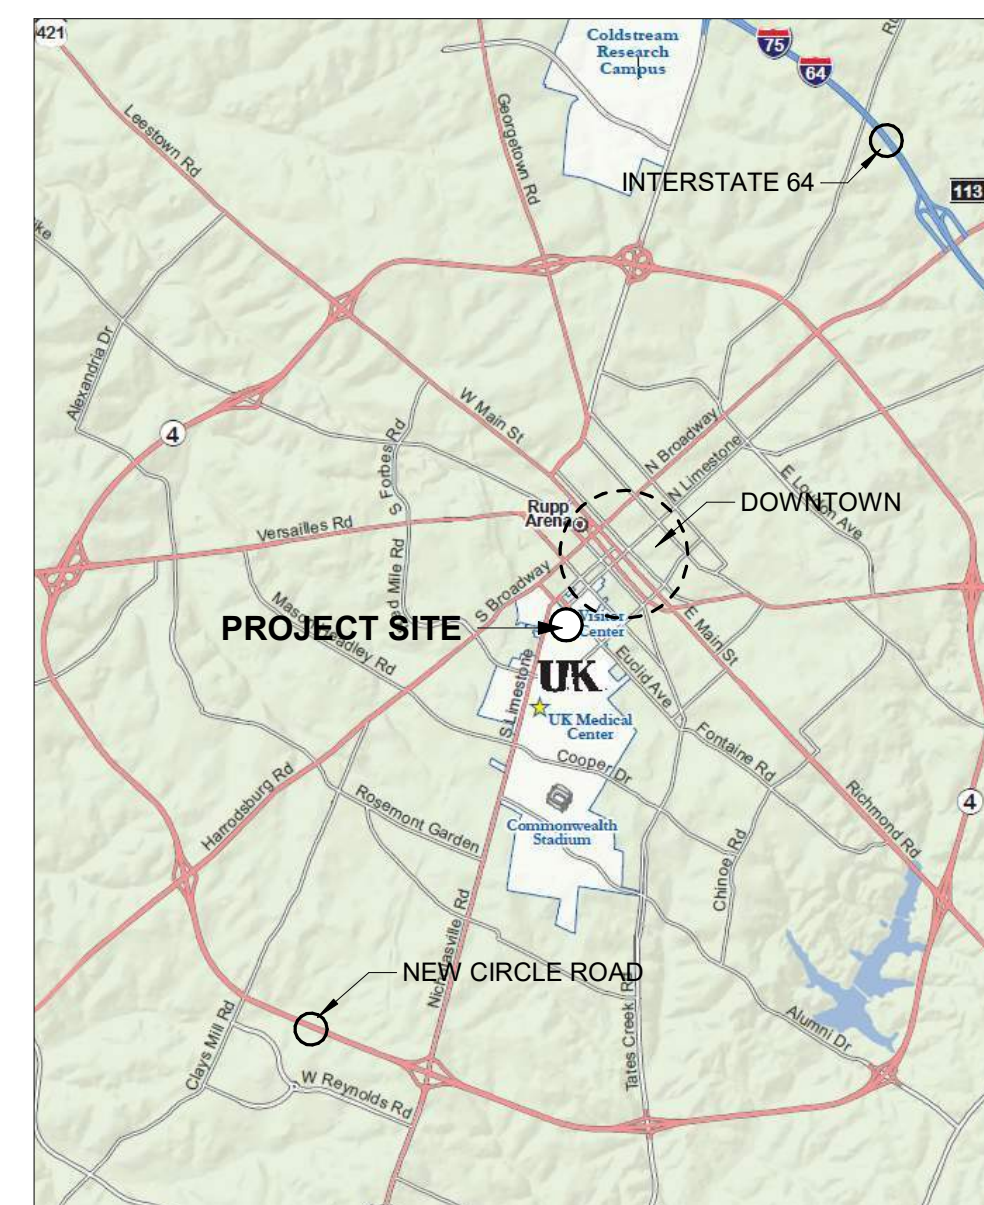 421
Coldstream
Research
Campus
75
64
Leestown Rd
Georgetown Rd
INTERSTATE 64
113
Alexandria Dr
4
W Main St
S Forbes Rd
N Broadway
N Limestone
E Loudon Ave
DOWNTOWN
Rupp
Arena
Versailles Rd
S Broadway
PROJECT SITE
Visitor
Center
E Main St
Euclid Ave
UK
S Limestone
UK Medical
Center
Fontaine Rd
Cooper Dr
Richmond Rd
4
Harrodsburg Rd
Rosemont Garden
Commonwealth
Stadium
Chinoe Rd
NEW CIRCLE ROAD
Tates Creek Rd
Alumni Dr
Clays Mill Rd
W Reynolds Rd